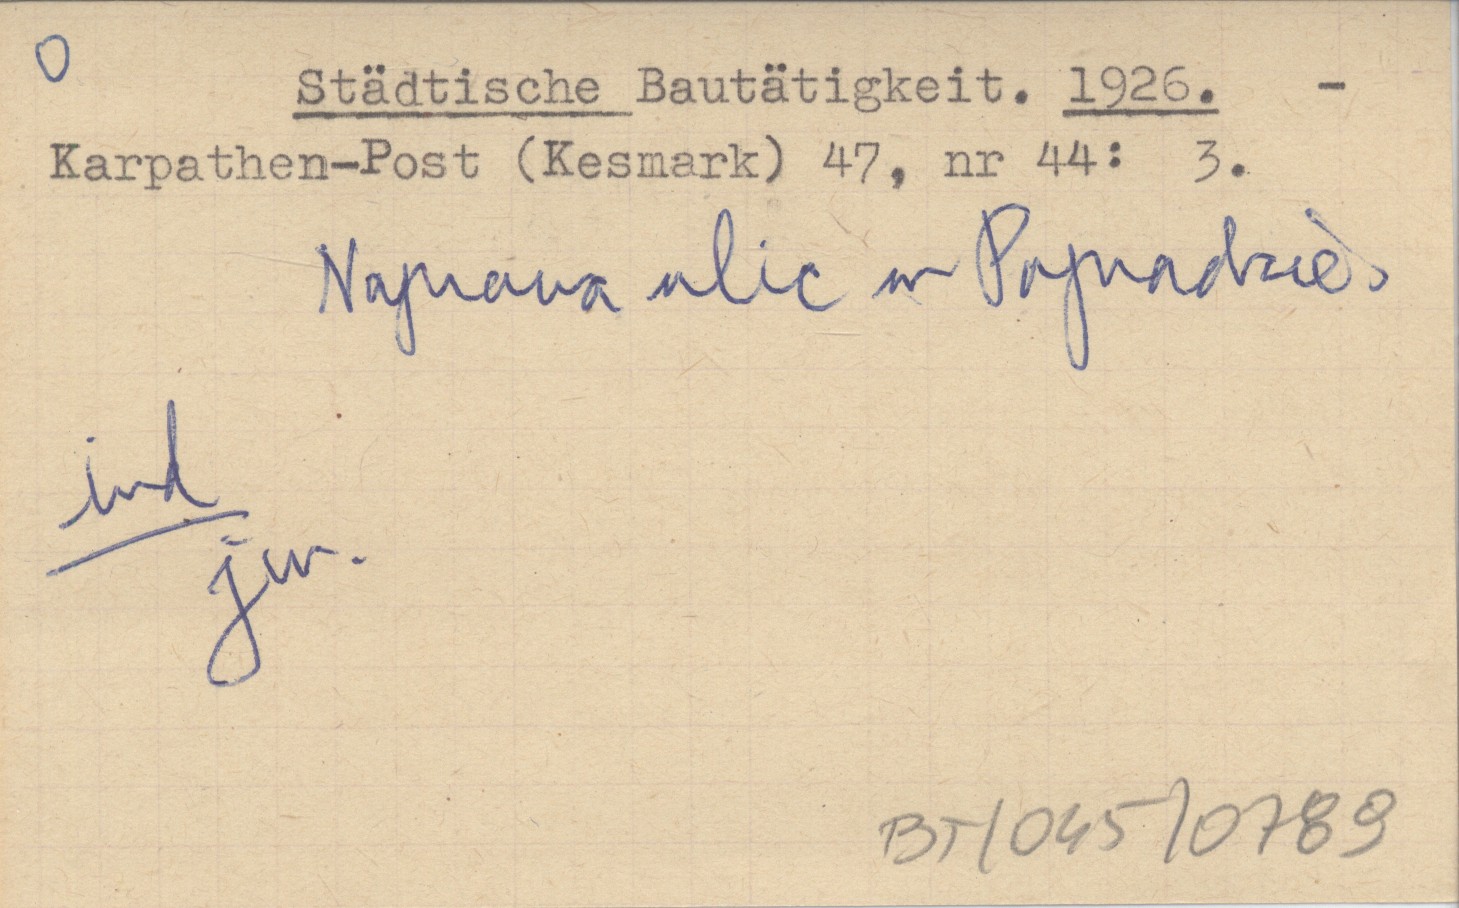 0
Städtische Bautätigkeit. 1926. -
Karpathen-Post (Kesmark) 47, nr 44: 3.
Naprawa ulic w Popradzie.
ind
jw.
BT/045/0789